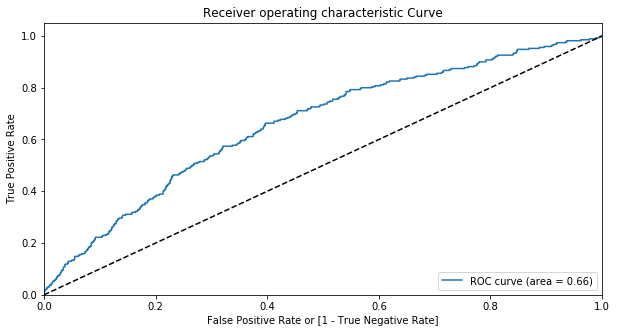 Receiver operating characteristic Curve
True Positive Rate
1.0
0.8
0.6
0.4
0.2
0.0
0.0 0.2 0.4 0.6 0.8 1.0
False Positive Rate or [1 - True Negative Rate]
ROC curve (area = 0.66)